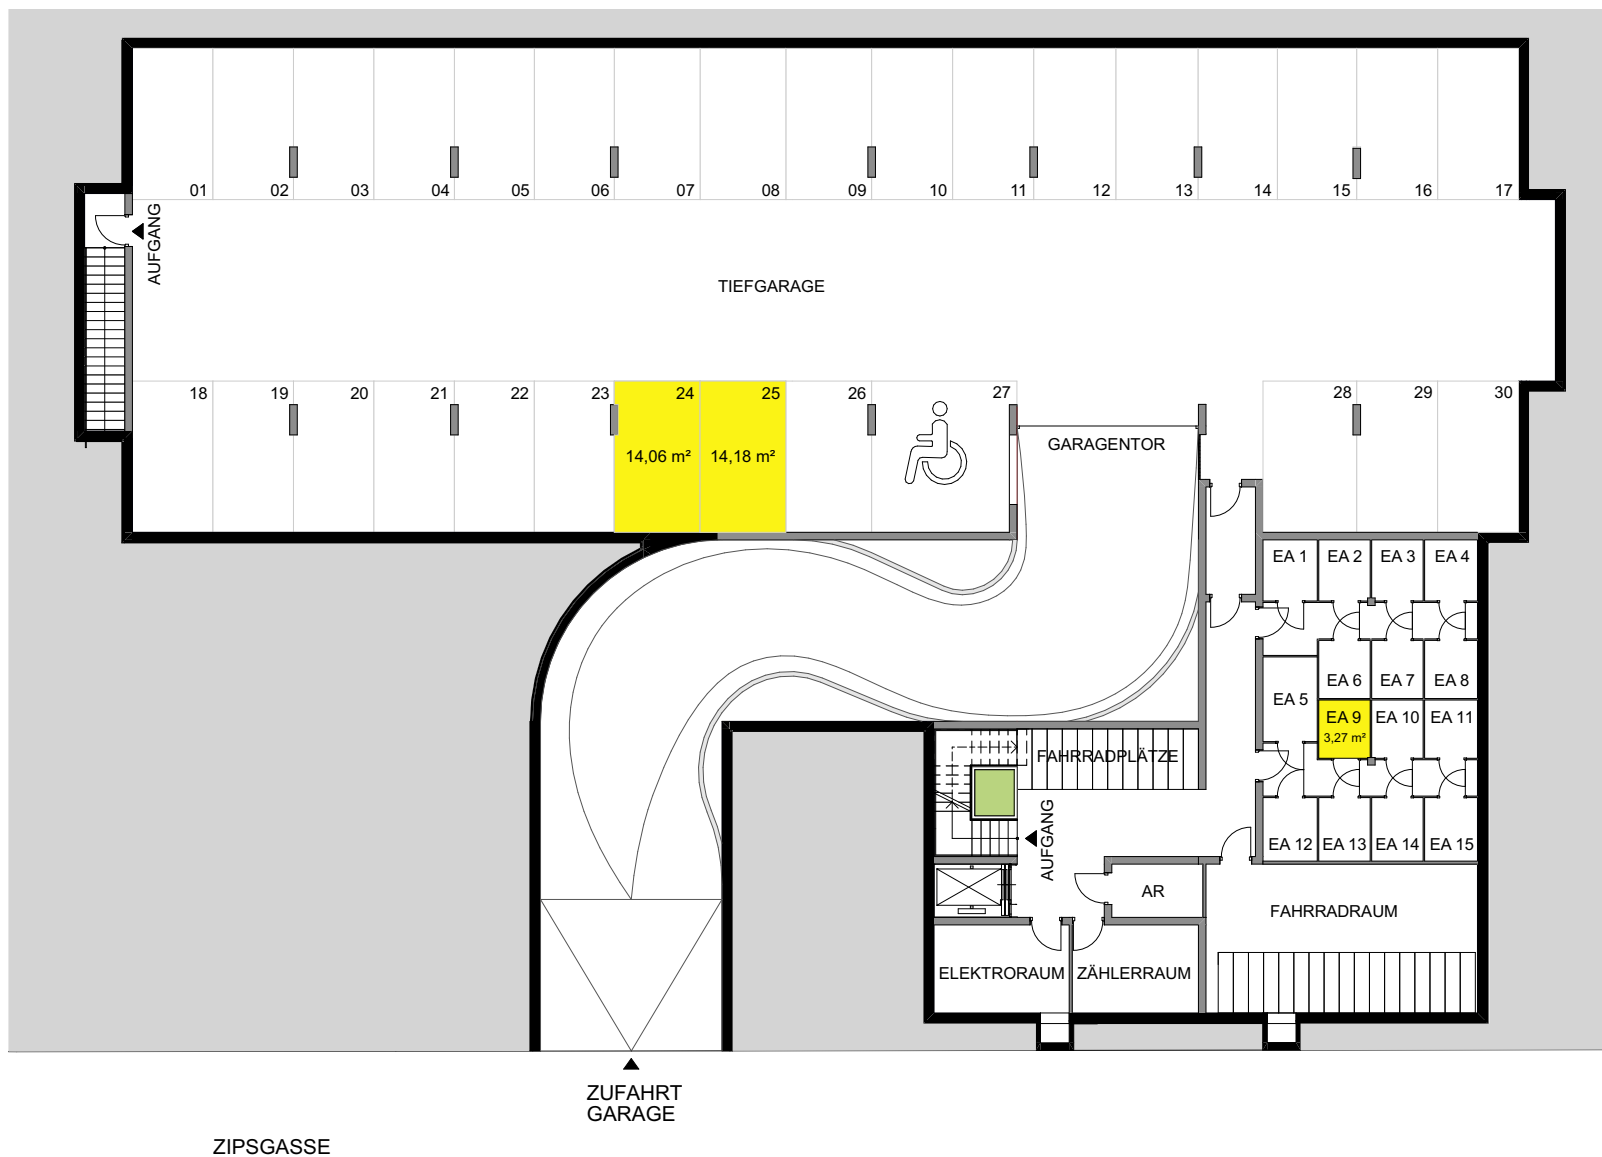 01 02 03 04 05 06 07 08 09 10 11 12 13 14 15 16 17
AUFGANG
TIEFGARAGE
18 19 20 21 22 23 24 25 26 27 28 29 30
14,06 m² 14,18 m²
GARAGENTOR
EA 1 EA 2 EA 3 EA 4
EA 6 EA 7 EA 8
EA 5
EA 9 EA 10 EA 11
3,27 m²
FAHRRADPLÄTZE
AUFGANG
EA 12 EA 13 EA 14 EA 15
AR
FAHRRADRAUM
ELEKTRORAUM ZÄHLERRAUM
ZUFAHRT
GARAGE
ZIPSGASSE